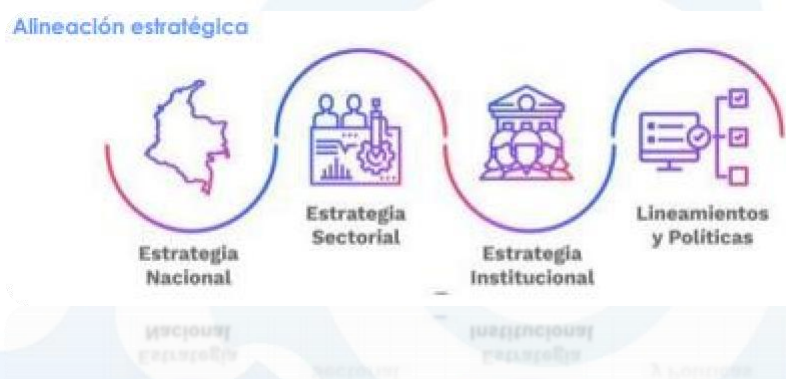 Alineación estratégica
Estrategia
Nacional
Estrategia
Sectorial
Estrategia
Institucional
Lineamientos
y Políticas